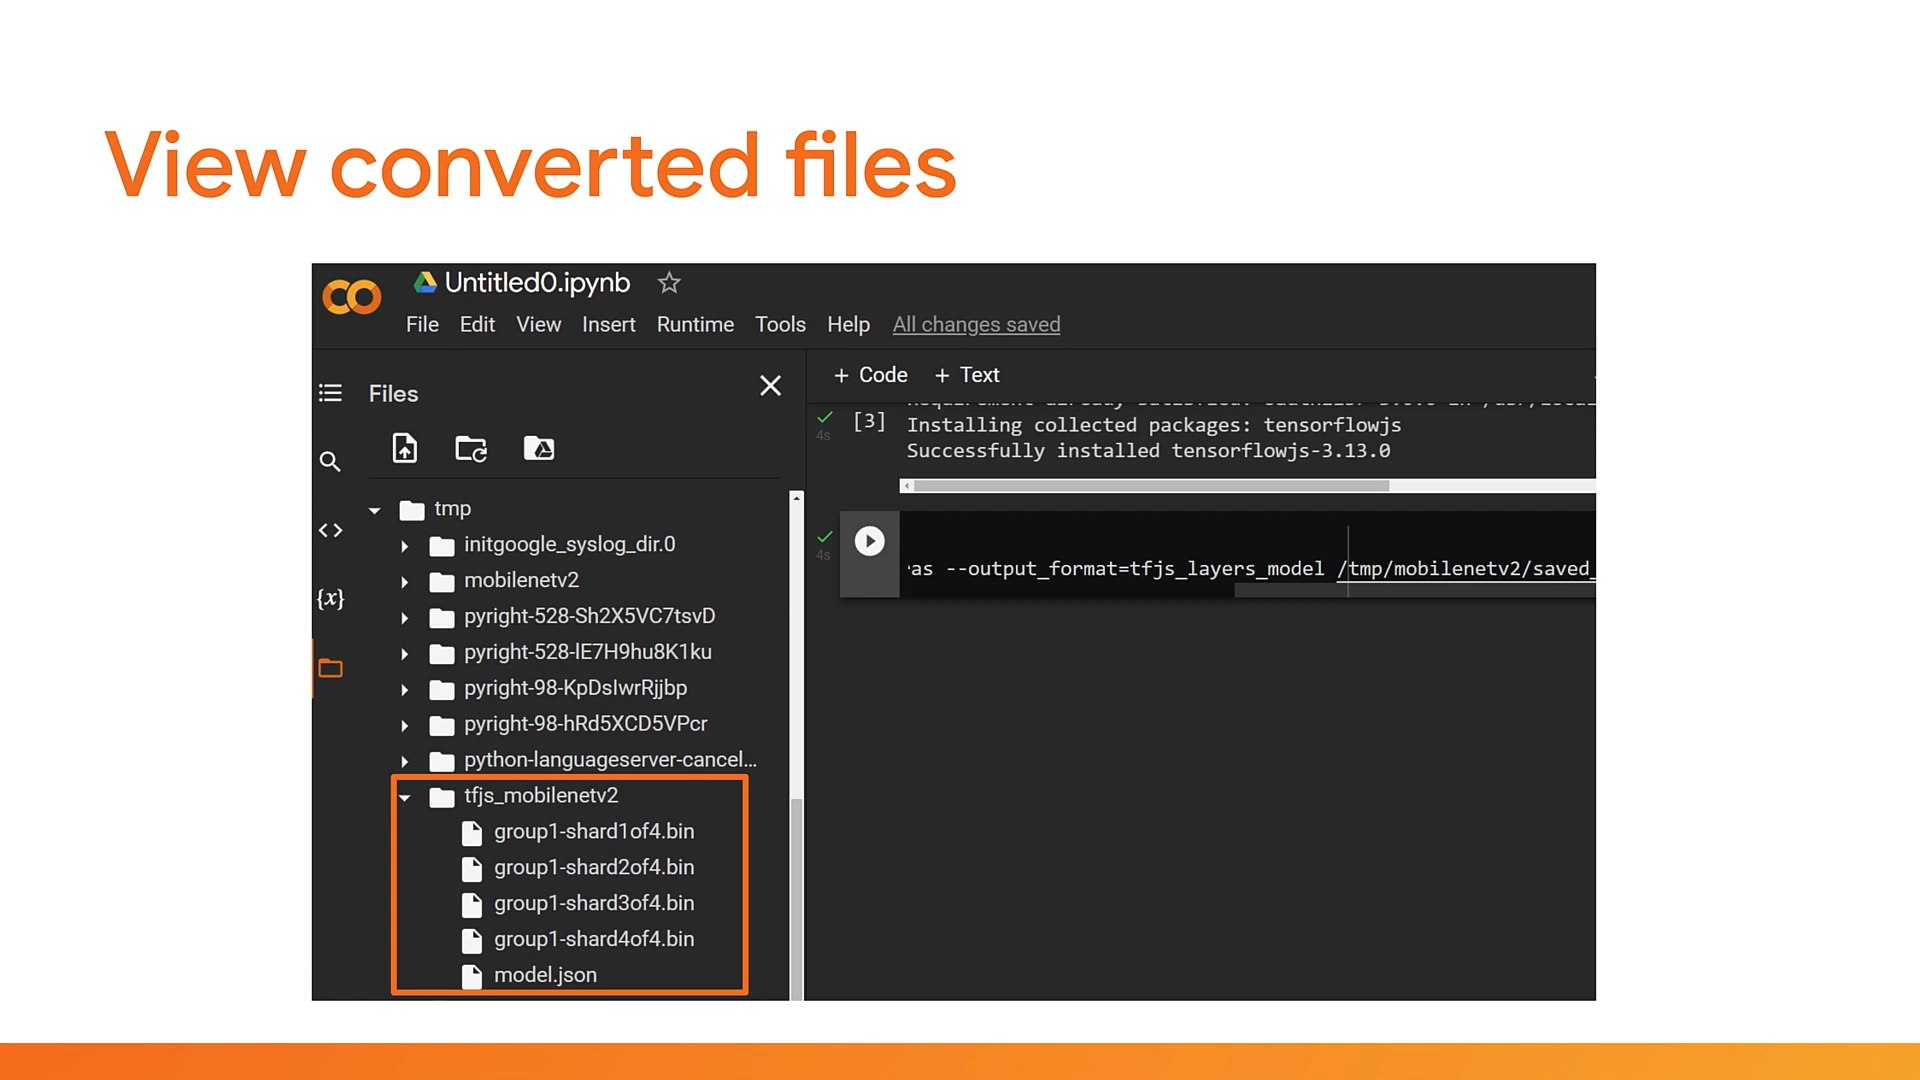 View converted files
Untitled0.ipynb
File Edit View Insert Runtime Tools Help All changes saved
Files
+ Code + Text
tmp
initgoogle_syslog_dir.0
mobilenetv2
pyright-528-Sh2X5VC7tsvD
pyright-528-lE7H9hu8K1ku
pyright-98-KpDsIwrRjjbp
pyright-98-hRd5XCD5VPcr
python-languageserver-cancel...
tfjs_mobilenetv2
group1-shard1of4.bin
group1-shard2of4.bin
group1-shard3of4.bin
group1-shard4of4.bin
model.json
4s
[3]
Installing collected packages: tensorflowjs
Successfully installed tensorflowjs-3.13.0
4s
as --output_format=tfjs_layers_model /tmp/mobilenetv2/saved_